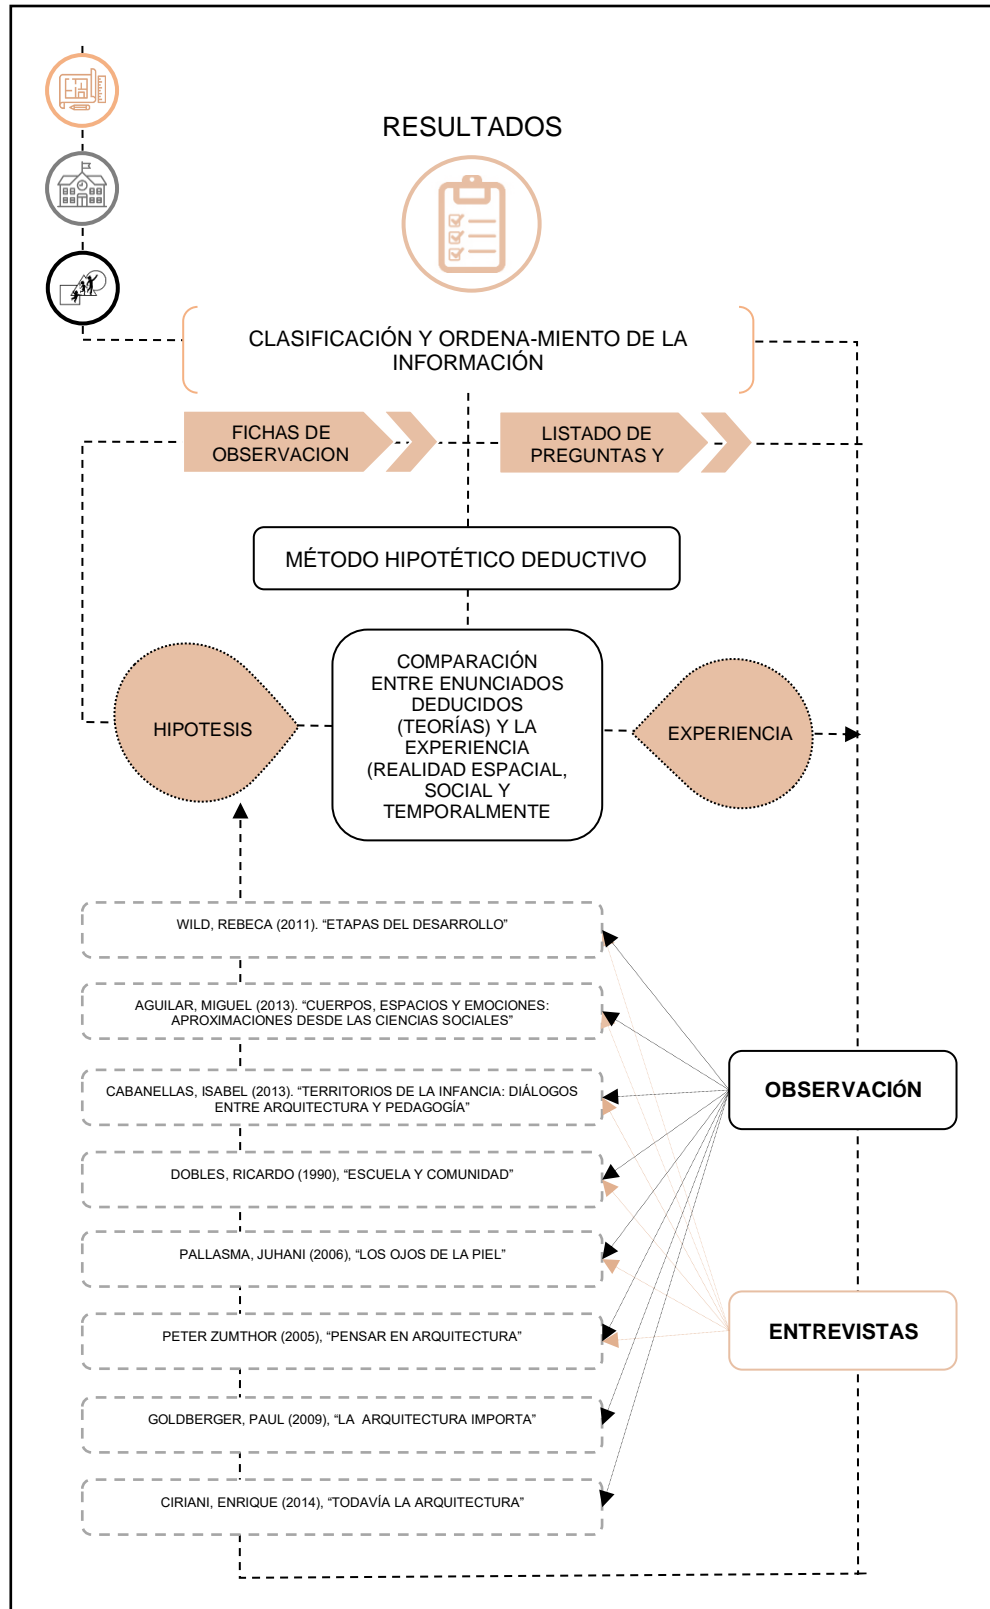 RESULTADOS
CLASIFICACIÓN Y ORDENA-MIENTO DE LA
INFORMACIÓN
FICHAS DE
OBSERVACION
LISTADO DE
PREGUNTAS Y
MÉTODO HIPOTÉTICO DEDUCTIVO
HIPOTESIS
COMPARACIÓN
ENTRE ENUNCIADOS
DEDUCIDOS
(TEORÍAS) Y LA
EXPERIENCIA
(REALIDAD ESPACIAL,
SOCIAL Y
TEMPORALMENTE
EXPERIENCIA
WILD, REBECA (2011). “ETAPAS DEL DESARROLLO”
AGUILAR, MIGUEL (2013). “CUERPOS, ESPACIOS Y EMOCIONES:
APROXIMACIONES DESDE LAS CIENCIAS SOCIALES”
CABANELLAS, ISABEL (2013). “TERRITORIOS DE LA INFANCIA: DIÁLOGOS
ENTRE ARQUITECTURA Y PEDAGOGÍA”
DOBLES, RICARDO (1990), “ESCUELA Y COMUNIDAD”
PALLASMA, JUHANI (2006), “LOS OJOS DE LA PIEL”
PETER ZUMTHOR (2005), “PENSAR EN ARQUITECTURA”
GOLDBERGER, PAUL (2009), “LA  ARQUITECTURA IMPORTA”
CIRIANI, ENRIQUE (2014), “TODAVÍA LA ARQUITECTURA”
OBSERVACIÓN
ENTREVISTAS